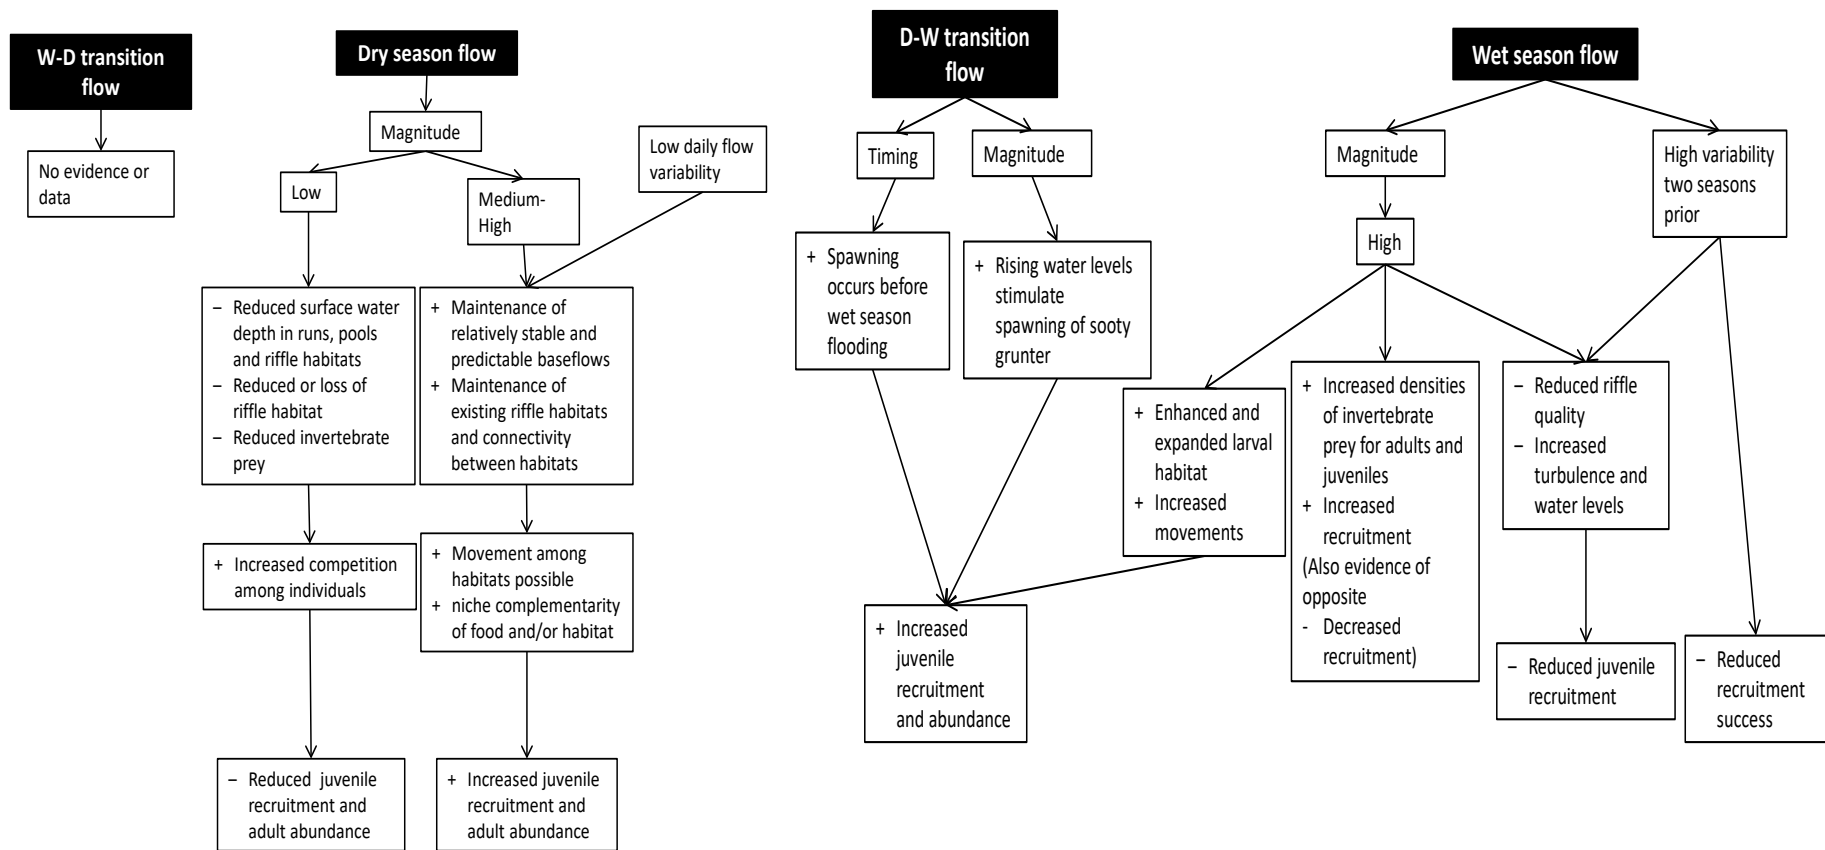 W-D transition
flow
No evidence or
data
Dry season flow
Magnitude
Low
Medium-
High
Low daily flow
variability
– Reduced surface water
depth in runs, pools
and riffle habitats
– Reduced or loss of
riffle habitat
– Reduced invertebrate
prey
+ Maintenance of
relatively stable and
predictable baseflows
+ Maintenance of
existing riffle habitats
and connectivity
between habitats
+ Increased competition
among individuals
+ Movement among
habitats possible
+ niche complementarity
of food and/or habitat
– Reduced juvenile
recruitment and
adult abundance
+ Increased juvenile
recruitment and
adult abundance
D-W transition
flow
Timing
Magnitude
+ Spawning
occurs before
wet season
flooding
+ Rising water levels
stimulate
spawning of sooty
grunter
+ Increased
juvenile
recruitment
and abundance
Wet season flow
Magnitude
High
High variability
two seasons
prior
+ Enhanced and
expanded larval
habitat
+ Increased
movements
+ Increased densities
of invertebrate
prey for adults and
juveniles
+ Increased
recruitment
(Also evidence of
opposite
- Decreased
recruitment)
– Reduced riffle
quality
– Increased
turbulence and
water levels
– Reduced juvenile
recruitment
– Reduced
recruitment
success